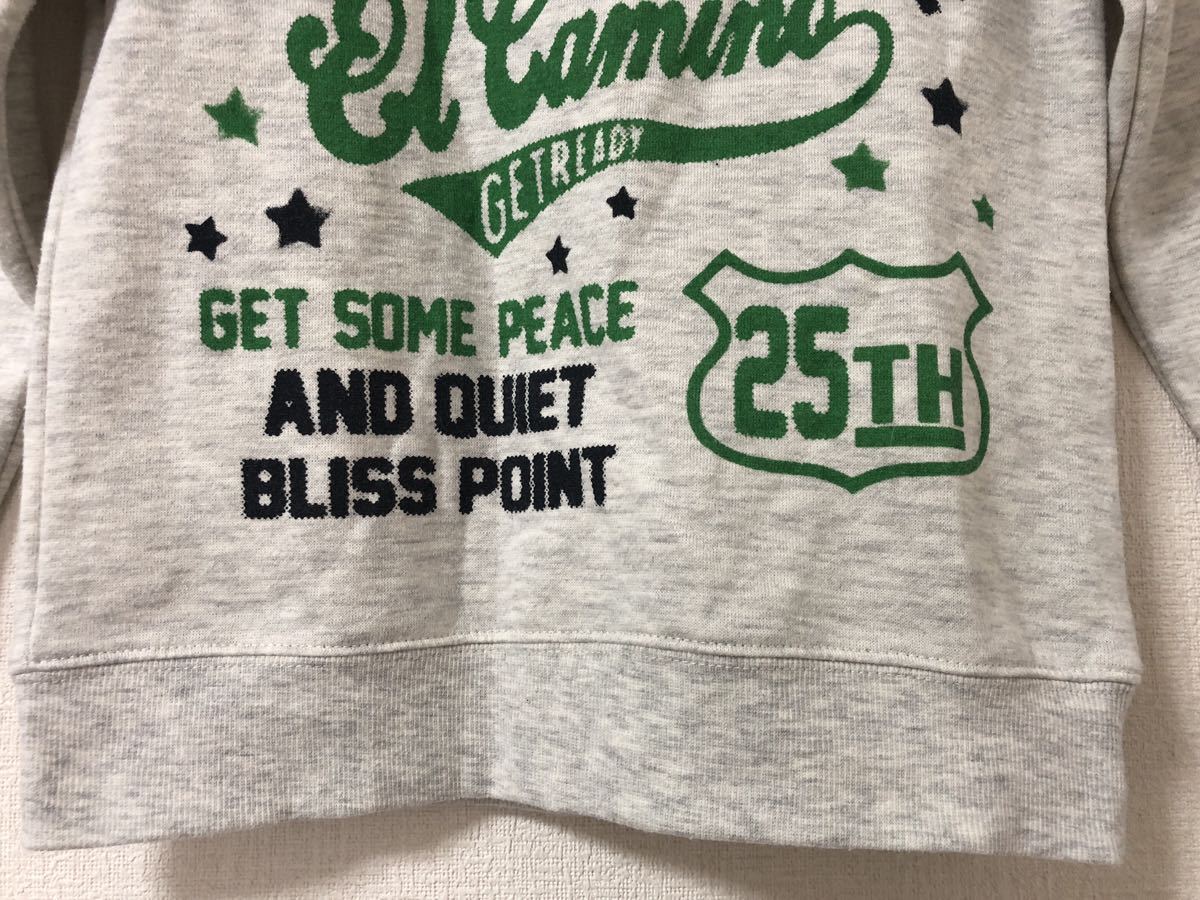 El Camino
GETREADY
GET SOME PEACE
AND QUIET
BLISS POINT
25TH